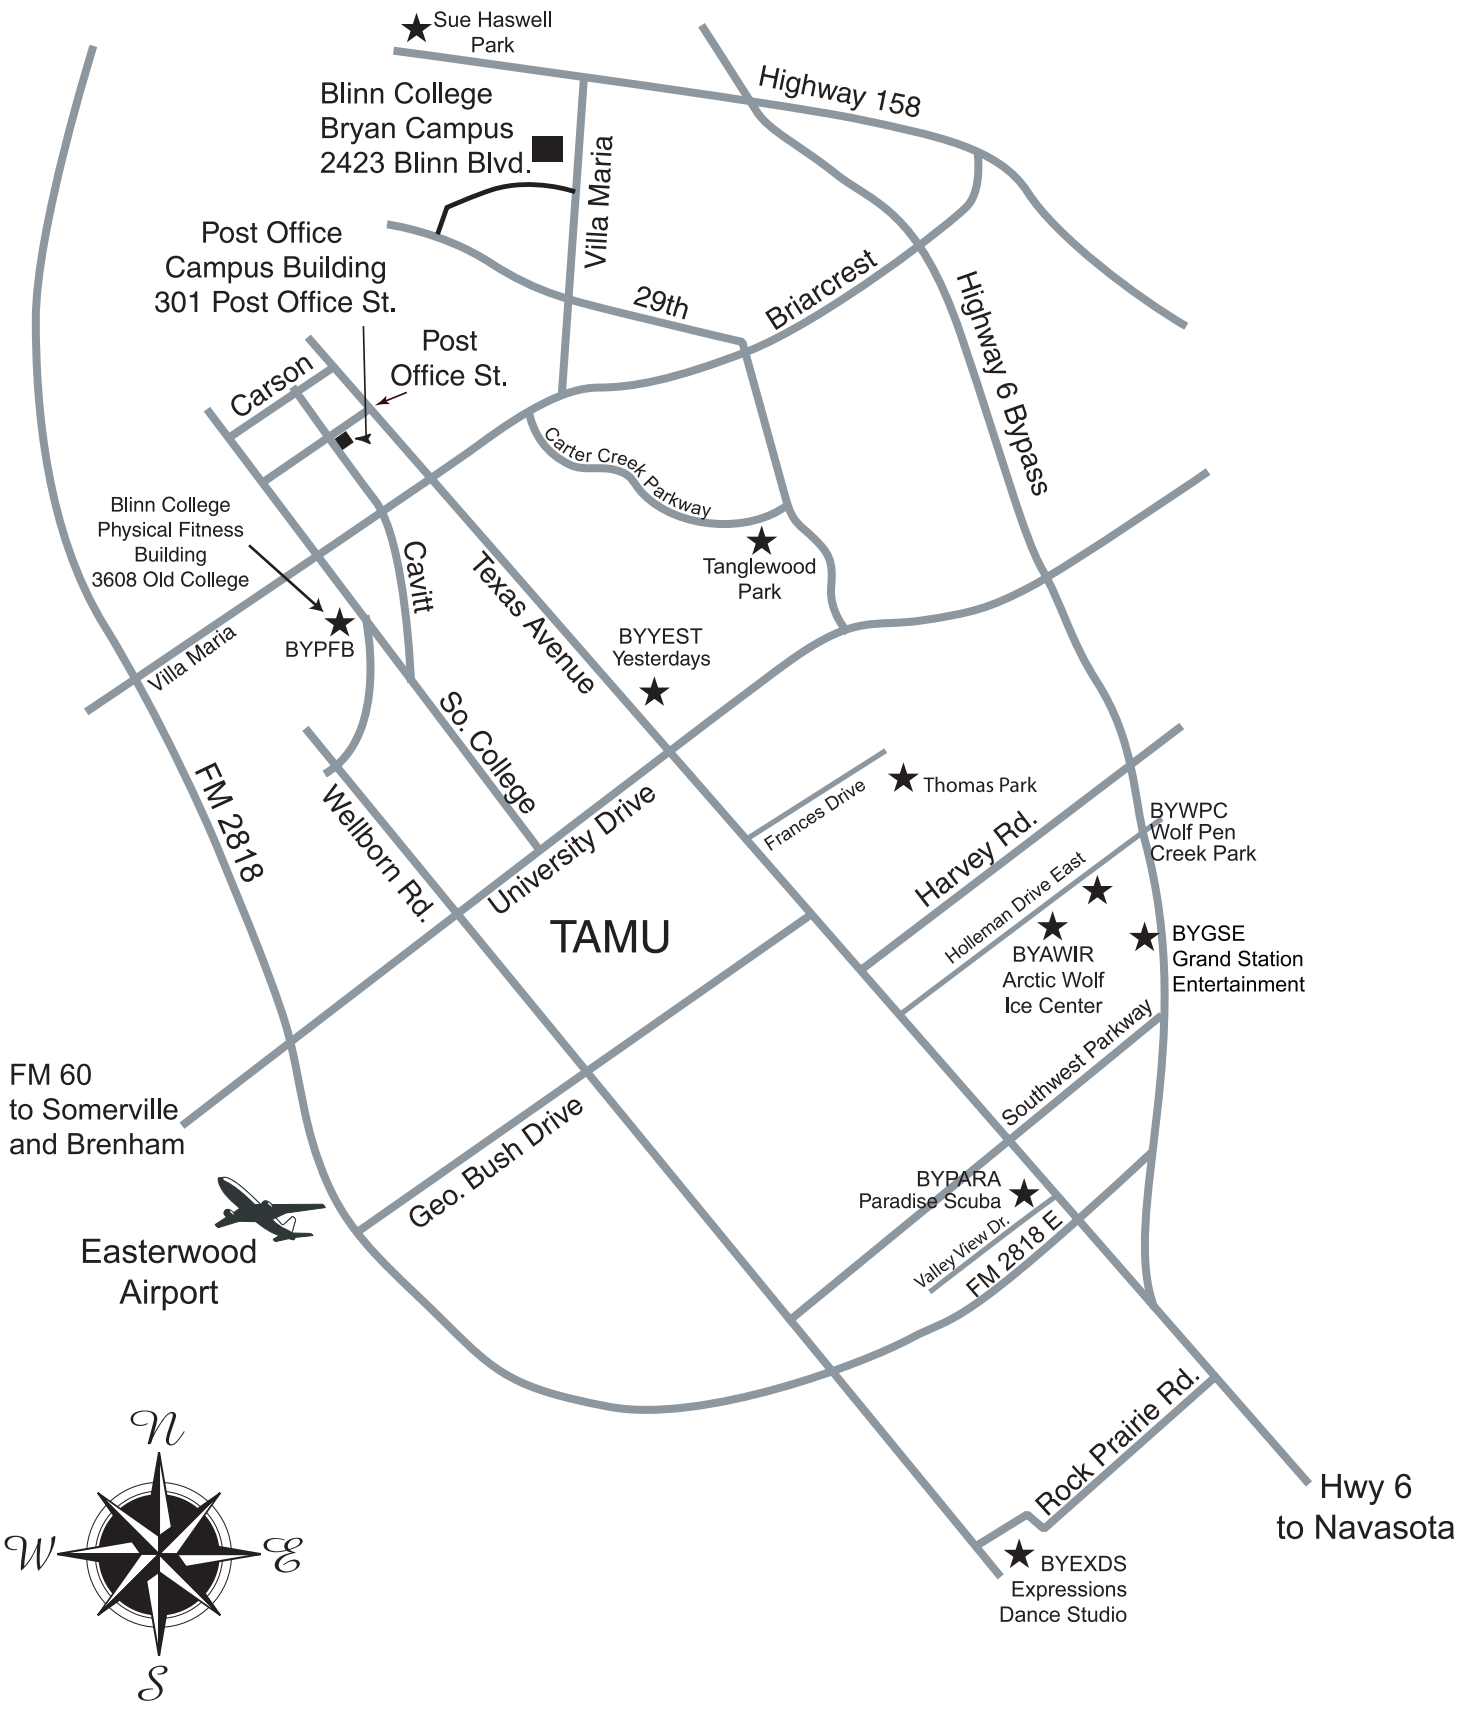 Sue Haswell
Park
Highway 158
Blinn College
Bryan Campus
2423 Blinn Blvd.
Villa Maria
Post Office
Campus Building
301 Post Office St.
29th
Briarcrest
Highway 6 Bypass
Post
Office St.
Carson
Carter Creek Parkway
Blinn College
Physical Fitness
Building
3608 Old College
Cavitt
Texas Avenue
Tanglewood
Park
BYPFB
Villa Maria
BYYEST
Yesterdays
So. College
FM 2818
Wellborn Rd.
University Drive
Frances Drive
Thomas Park
Harvey Rd.
BYWPC
Wolf Pen
Creek Park
Holleman Drive East
TAMU
BYAWIR
Arctic Wolf
Ice Center
BYGSE
Grand Station
Entertainment
Southwest Parkway
FM 60
to Somerville
and Brenham
Geo. Bush Drive
BYPARA
Paradise Scuba
Valley View Dr.
FM 2818 E
Easterwood
Airport
Rock Prairie Rd.
Hwy 6
to Navasota
BYEXDS
Expressions
Dance Studio
N
W
E
S